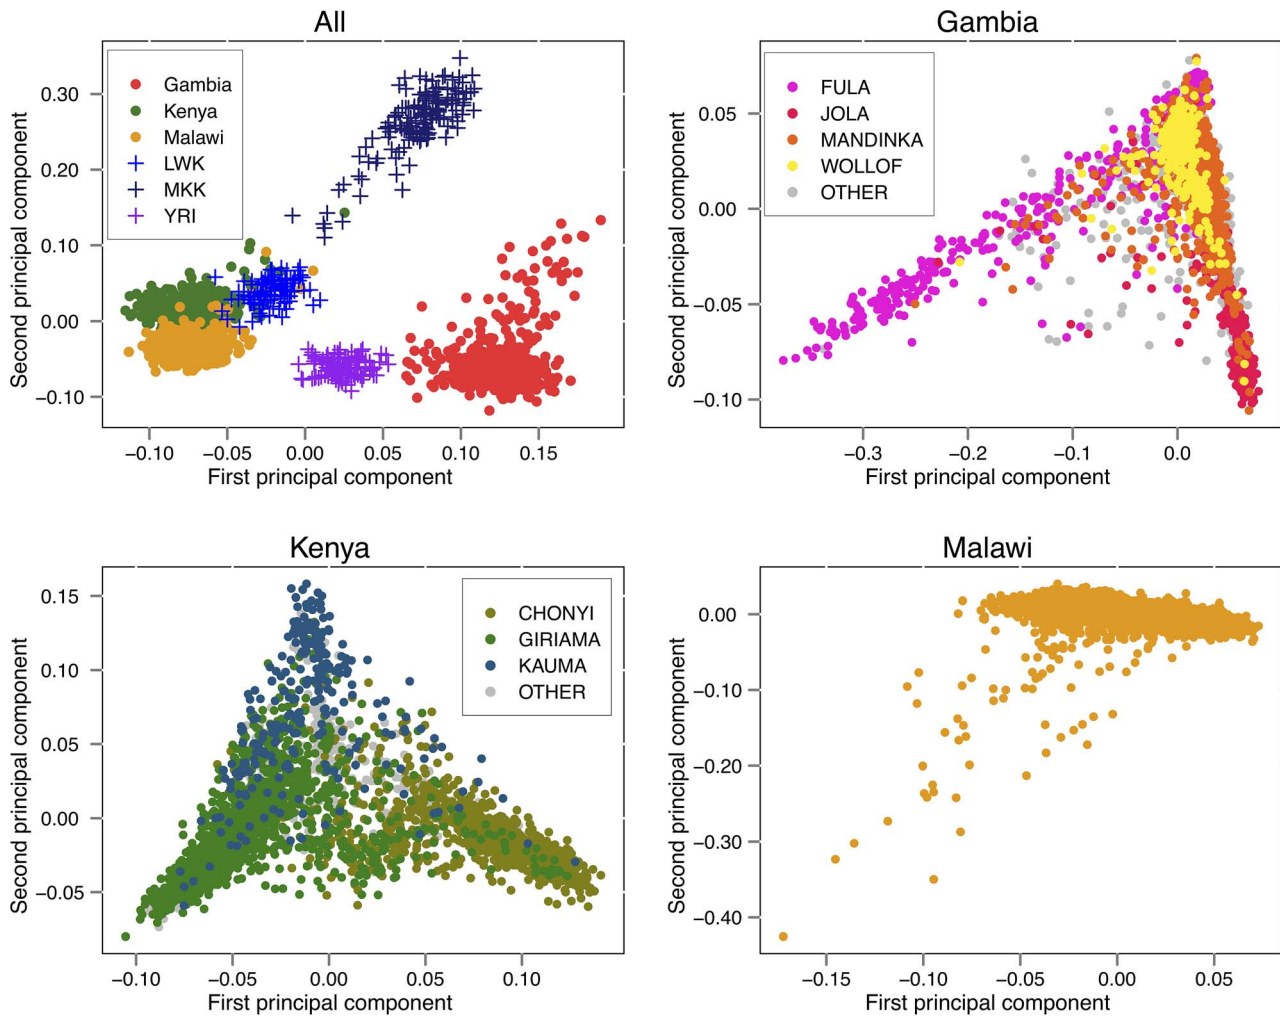 All
Gambia
Kenya
Malawi
LWK
MKK
YRI
Second principal component
0.30
0.20
0.10
0.00
−0.10
−0.10
−0.05
0.00
0.05
0.10
0.15
First principal component
Gambia
FULA
JOLA
MANDINKA
WOLLOF
OTHER
Second principal component
0.05
0.00
−0.05
−0.10
−0.3
−0.2
−0.1
0.0
First principal component
Kenya
CHONYI
GIRIAMA
KAUMA
OTHER
Second principal component
0.15
0.10
0.05
0.00
−0.05
−0.10
−0.05
0.00
0.05
0.10
First principal component
Malawi
Second principal component
0.00
−0.10
−0.20
−0.30
−0.40
−0.15
−0.10
−0.05
0.00
0.05
First principal component